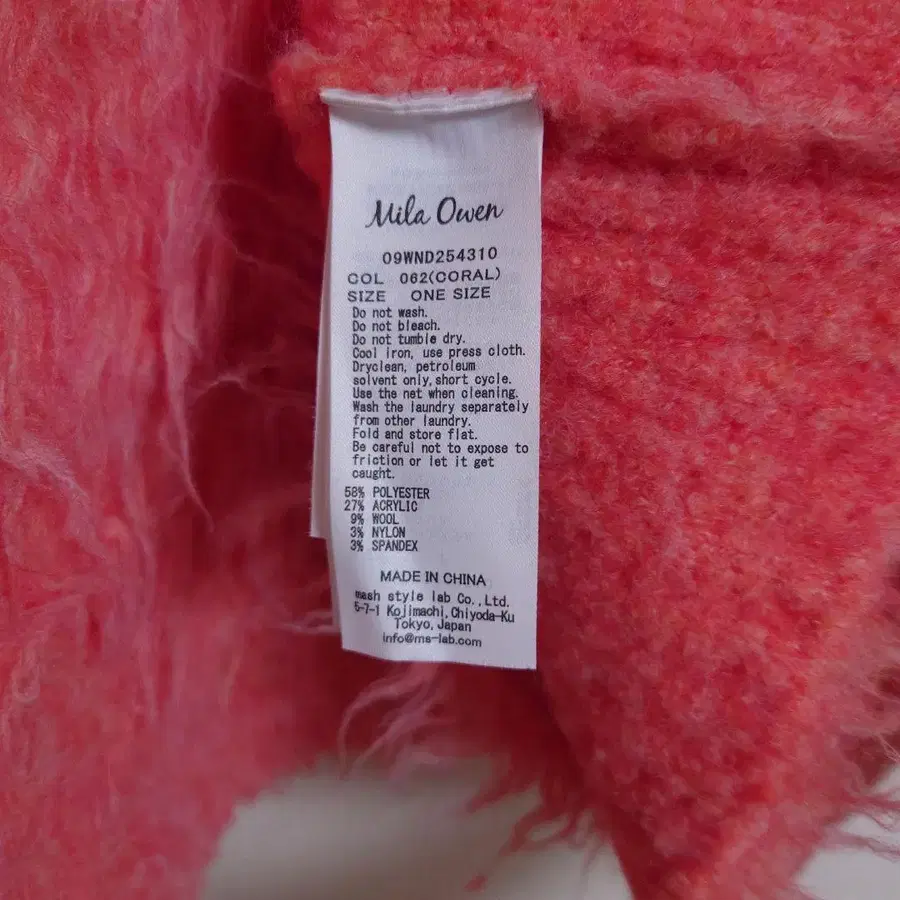 Mila Owen
09WND254310
COL 062(CORAL)
SIZE ONE SIZE
Do not wash.
Do not bleach.
Do not tumble dry.
Cool iron, use press cloth.
Dryclean, petroleum
solvent only, short cycle.
Use the net when cleaning.
Wash the laundry separately
from other laundry.
Fold and store flat.
Be careful not to expose to
friction or let it get
caught.
58% POLYESTER
27% ACRYLIC
9% WOOL
3% NYLON
3% SPANDEX
MADE IN CHINA
mash style lab Co., Ltd.
5-7-1 Kojimachi, Chiyoda-Ku
Tokyo, Japan
info@ms-lab.com